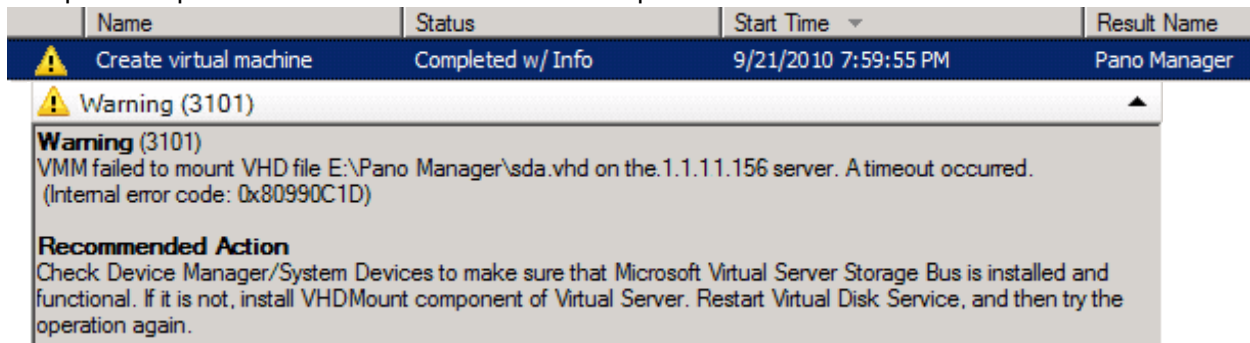 Name Status Start Time Result Name
Create virtual machine Completed w/ Info 9/21/2010 7:59:55 PM Pano Manager
Warning (3101)
Warning (3101)
VMM failed to mount VHD file E:\Pano Manager\sda.vhd on the.1.1.11.156 server. A timeout occurred.
(Internal error code: 0x80990C1D)
Recommended Action
Check Device Manager/System Devices to make sure that Microsoft Virtual Server Storage Bus is installed and
functional. If it is not, install VHDMount component of Virtual Server. Restart Virtual Disk Service, and then try the
operation again.